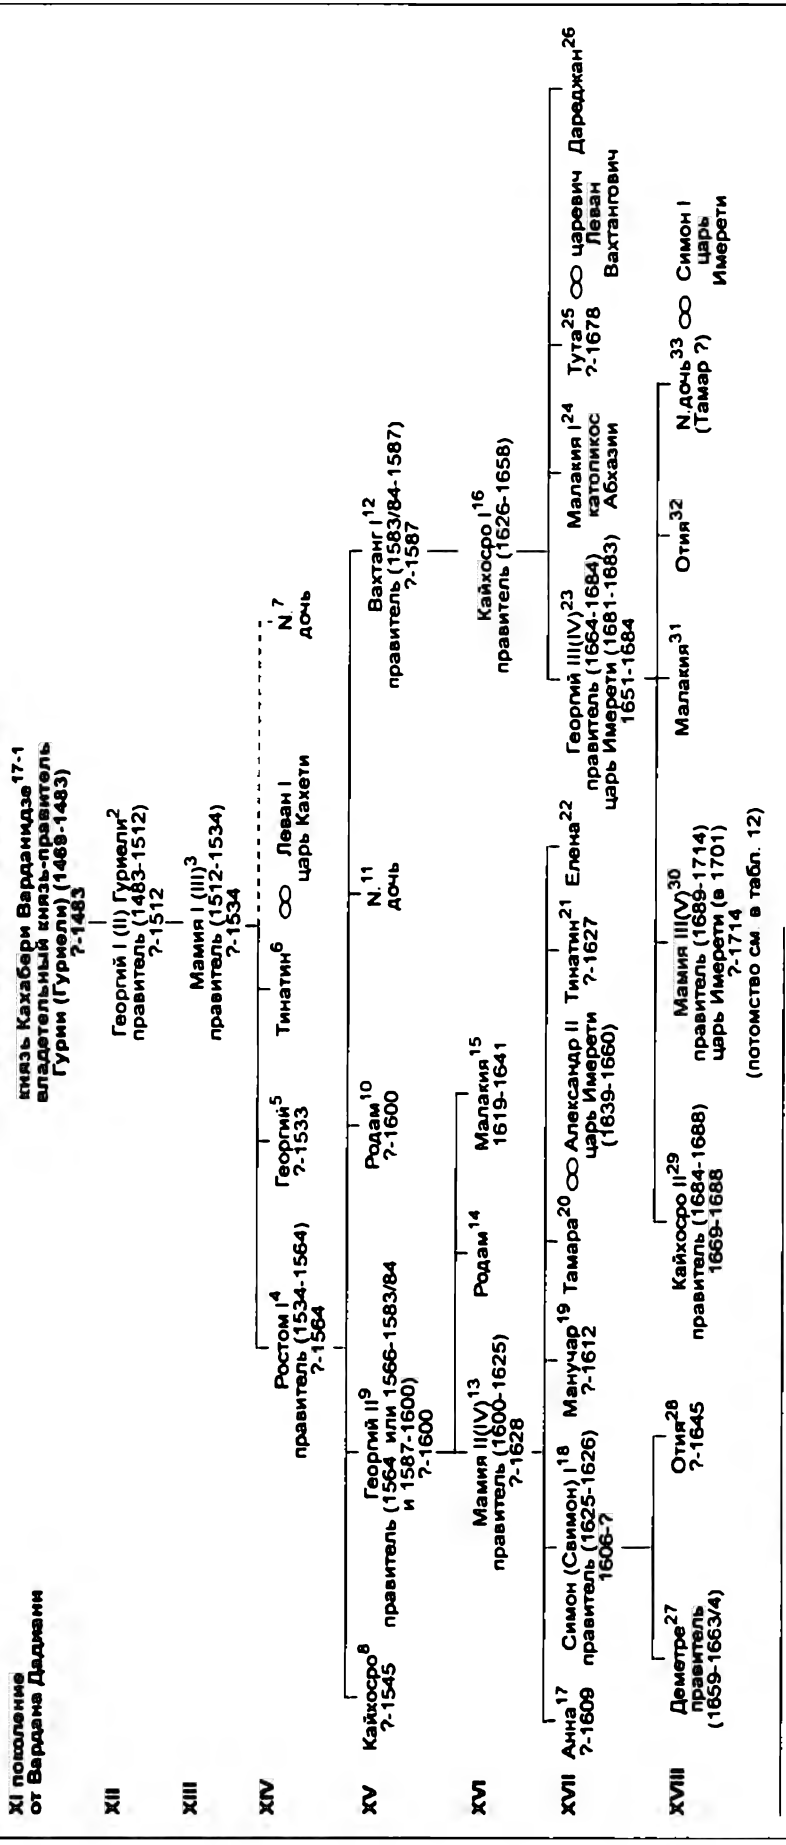 XI поколение
от Вардана Дадиани
князь Кахабери Варданидзе17-1
владетельный князь-правитель
Гурии (Гуриели) (1469-1483)
?-1483
XII
Георгий I (II) Гуриели2
правитель (1483-1512)
?-1512
XIII
Мамия I (III)3
правитель (1512-1534)
?-1534
XIV
Ростом I4
правитель (1534-1564)
?-1564
Георгий5
?-1533
Тинатин6
Леван I
царь Кахети
N.7
дочь
XV
Кайхосро8
?-1545
Георгий II9
правитель (1564 или 1566-1583/84
и 1587-1600)
?-1600
Родам10
?-1600
N.11
дочь
Вахтанг I12
правитель (1583/84-1587)
?-1587
XVI
Мамия II(IV)13
правитель (1600-1625)
?-1628
Родам14
Малакия15
1619-1641
Кайхосро I16
правитель (1626-1658)
XVII
Анна17
?-1609
Симон (Свимон) I18
правитель (1625-1626)
1606-?
Манучар19
?-1612
Тамара20
Александр II
царь Имерети
(1639-1660)
Тинатин21
?-1627
Елена22
Георгий III(IV)23
правитель (1664-1684)
царь Имерети (1681-1683)
1651-1684
Малакия I24
католикос
Абхазии
Тута25
?-1678
царевич
Леван
Вахтангович
Дареджан26
XVIII
Деметре27
правитель
(1659-1663/4)
Отия28
?-1645
Кайхосро II29
правитель (1684-1688)
1669-1688
Мамия III(V)30
правитель (1689-1714)
царь Имерети (в 1701)
?-1714
(потомство см. в табл. 12)
Малакия31
Отия32
N.дочь33
(Тамар ?)
Симон I
царь
Имерети